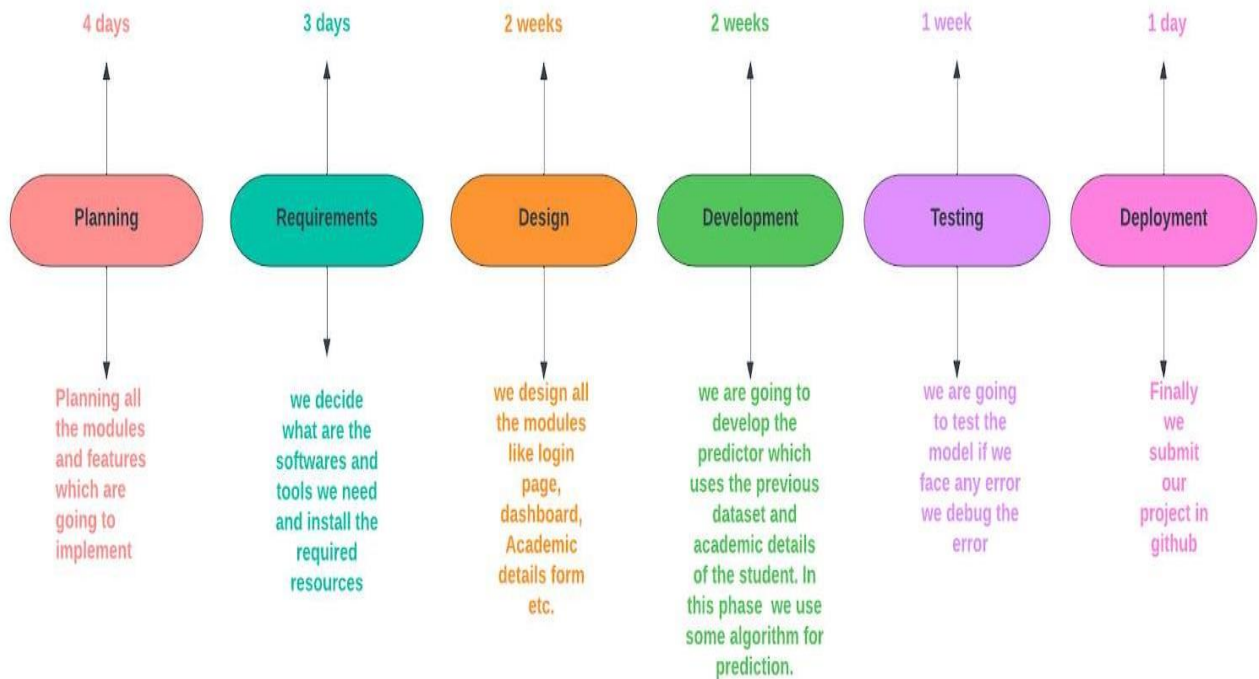 4 days
3 days
2 weeks
2 weeks
1 week
1 day
Planning
Requirements
Design
Development
Testing
Deployment
Planning all
the modules
and features
which are
going to
implement
we decide
what are the
softwares and
tools we need
and install the
required
resources
we design all
the modules
like login
page,
dashboard,
Academic
details form
etc.
we are going to
develop the
predictor which
uses the previous
dataset and
academic details
of the student. In
this phase we use
some algorithm for
prediction.
we are going
to test the
model if we
face any error
we debug the
error
Finally
we
submit
our
project in
github